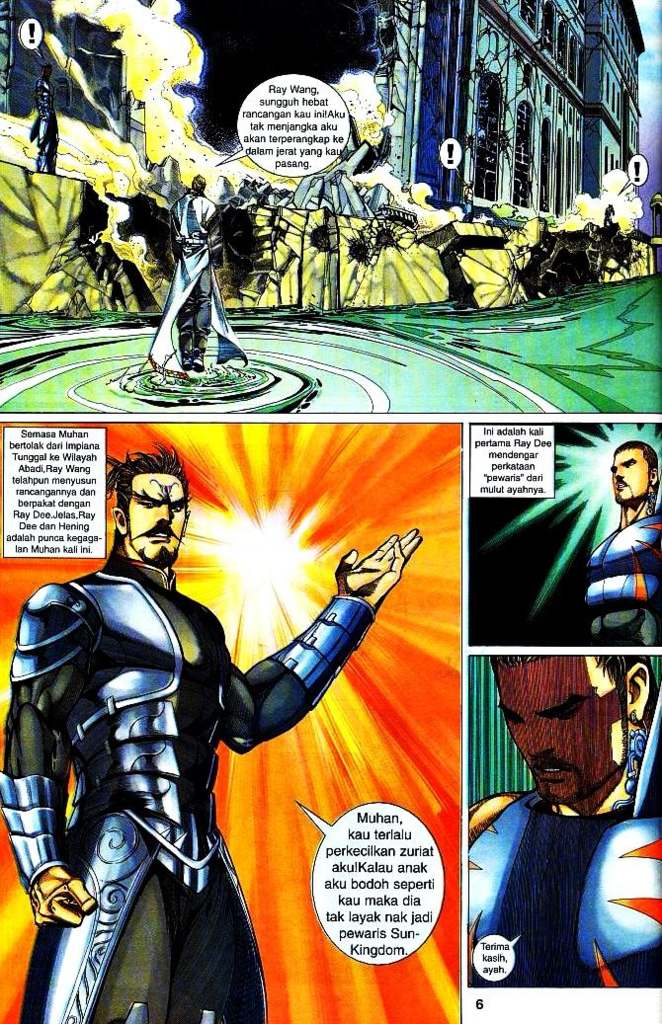 !
Ray Wang,
sungguh hebat
rancangan kau ini!Aku
tak menjangka aku
akan terperangkap ke
dalam jerat yang kau
pasang.
!
!
Semasa Muhan
bertolak dari Impiana
Tunggal ke Wilayah
Abadi,Ray Wang
telahpun menyusun
rancangannya dan
berpakat dengan
Ray Dee.Jelas,Ray
Dee dan Hening
adalah punca kegaga-
lan Muhan kali ini.
Muhan,
kau terlalu
perkecilkan zuriat
aku!Kalau anak
aku bodoh seperti
kau maka dia
tak layak nak jadi
pewaris Sun-
Kingdom.
Ini adalah kali
pertama Ray Dee
mendengar
perkataan
"pewaris" dari
mulut ayahnya.
Terima
kasih,
ayah.
6